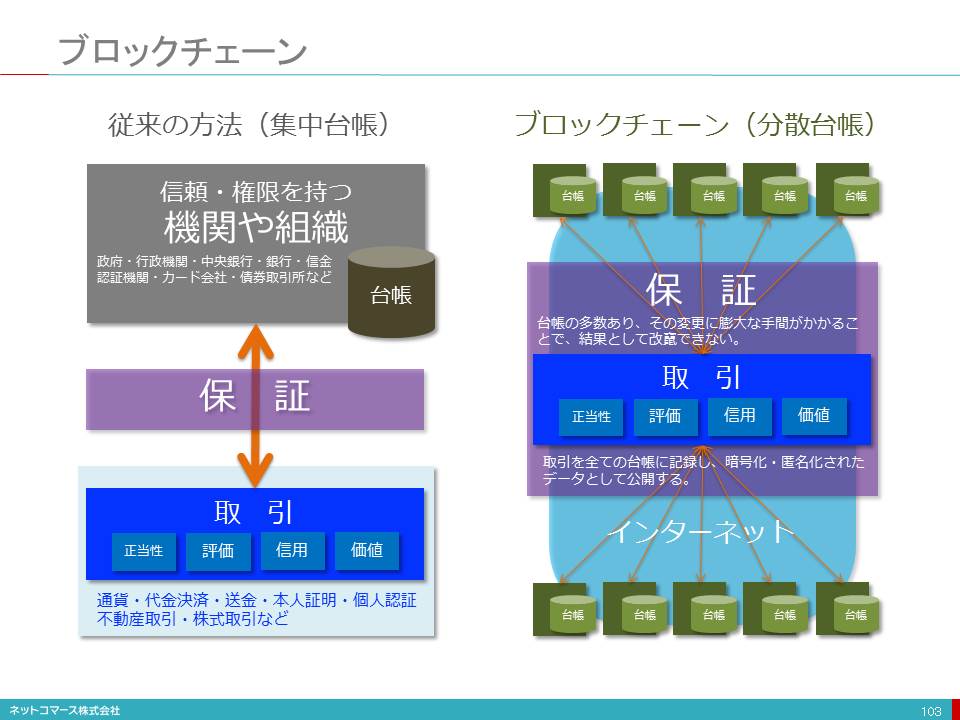 ブロックチェーン
従来の方法（集中台帳）
信頼・権限を持つ
機関や組織
政府・行政機関・中央銀行・銀行・信金
認証機関・カード会社・債券取引所など
台帳
保　証
取　引
正当性 評価 信用 価値
通貨・代金決済・送金・本人証明・個人認証
不動産取引・株式取引など
ブロックチェーン（分散台帳）
台帳 台帳 台帳 台帳 台帳
保　証
台帳の多数あり、その変更に膨大な手間がかかるこ
とで、結果として改竄できない。
取　引
正当性 評価 信用 価値
取引を全ての台帳に記録し、暗号化・匿名化された
データとして公開する。
インターネット
台帳 台帳 台帳 台帳 台帳
ネットコマース株式会社
103